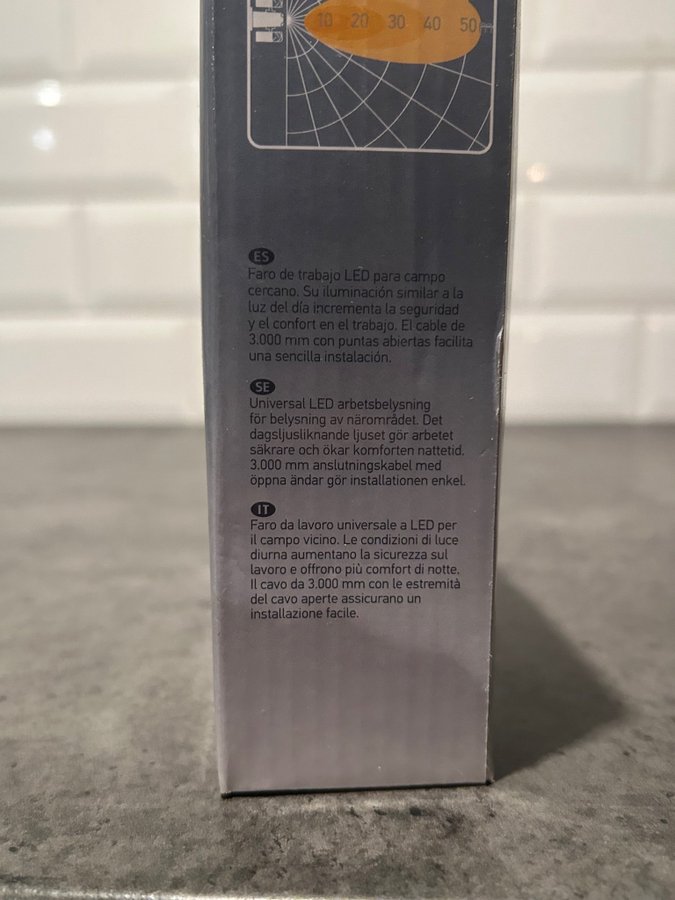 10 20 30 40 50
ES
Faro de trabajo LED para campo
cercano. Su iluminación similar a la
luz del día incrementa la seguridad
y el confort en el trabajo. El cable de
3.000 mm con puntas abiertas facilita
una sencilla instalación.
SE
Universal LED arbetsbelysning
för belysning av närområdet. Det
dagsljusliknande ljuset gör arbetet
säkrare och ökar komforten nattetid.
3.000 mm anslutningskabel med
öppna ändar gör installationen enkel.
IT
Faro da lavoro universale a LED per
il campo vicino. Le condizioni di luce
diurna aumentano la sicurezza sul
lavoro e offrono più comfort di notte.
Il cavo da 3.000 mm con le estremità
del cavo aperte assicurano un
installazione facile.